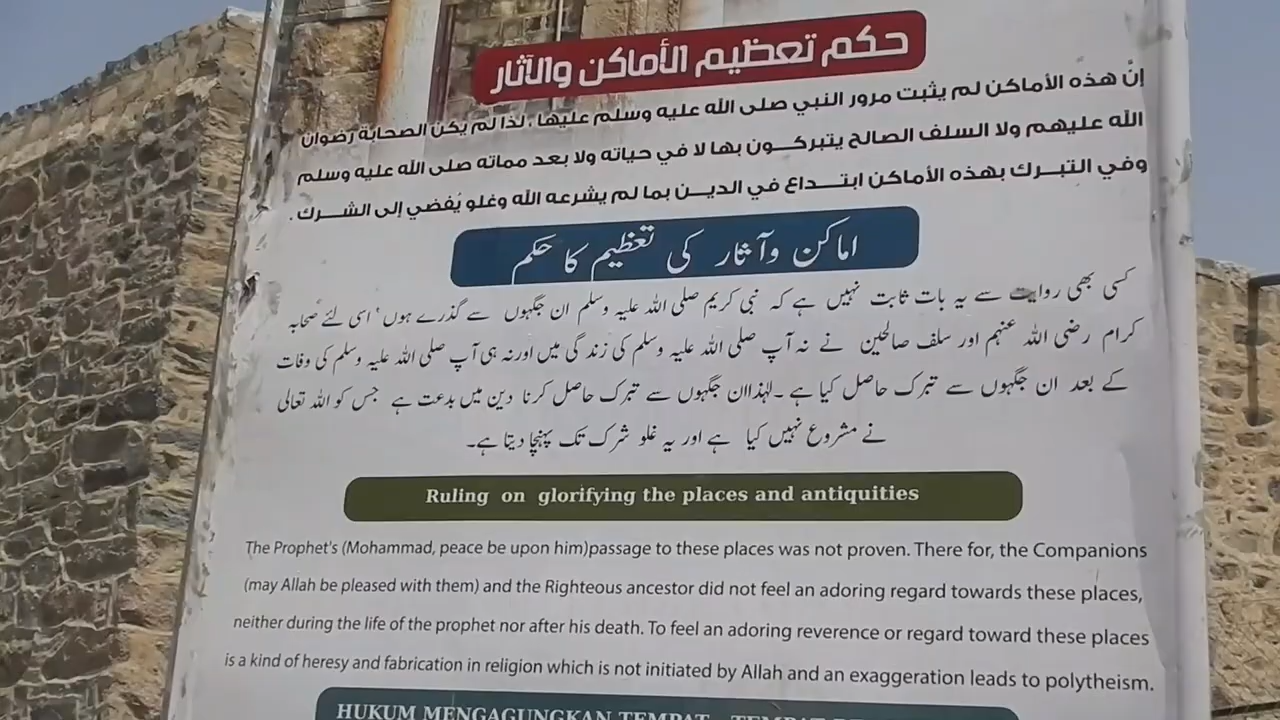 حكم تعظيم الأماكن والآثار
إنَّ هذه الأماكن لم يثبت مرور النبي صلى الله عليه وسلم عليها، لذا لم يكن الصحابة رضوان
الله عليهم ولا السلف الصالح يتبركون بها لا في حياته ولا بعد مماته صلى الله عليه وسلم
وفي التبرك بهذه الأماكن ابتداع في الدين بما لم يشرعه الله وغلو يُفضي إلى الشرك .
اماکن وآثار کی تعظیم کا حکم
کسی بھی روایت سے یہ بات ثابت نہیں ہے کہ نبی کریم صلی اللہ علیہ وسلم ان جگہوں سے گذرے ہوں' اسی لئے صحابہ
کرام رضی اللہ عنہم اور سلف صالحین نے نہ آپ صلی اللہ علیہ وسلم کی زندگی میں اور نہ ہی آپ صلی اللہ علیہ وسلم کی وفات
کے بعد ان جگہوں سے تبرک حاصل کیا ہے ۔ لہٰذا ان جگہوں سے تبرک حاصل کرنا دین میں بدعت ہے جس کو اللہ تعالی
نے مشروع نہیں کیا ہے اور یہ غلو شرک تک پہنچا دیتا ہے۔
Ruling on glorifying the places and antiquities
The Prophet's (Mohammad, peace be upon him)passage to these places was not proven. There for, the Companions
(may Allah be pleased with them) and the Righteous ancestor did not feel an adoring regard towards these places,
neither during the life of the prophet nor after his death. To feel an adoring reverence or regard toward these places
is a kind of heresy and fabrication in religion which is not initiated by Allah and an exaggeration leads to polytheism.
HUKUM MENGAGUNGKAN TEMPAT - TEMPAT